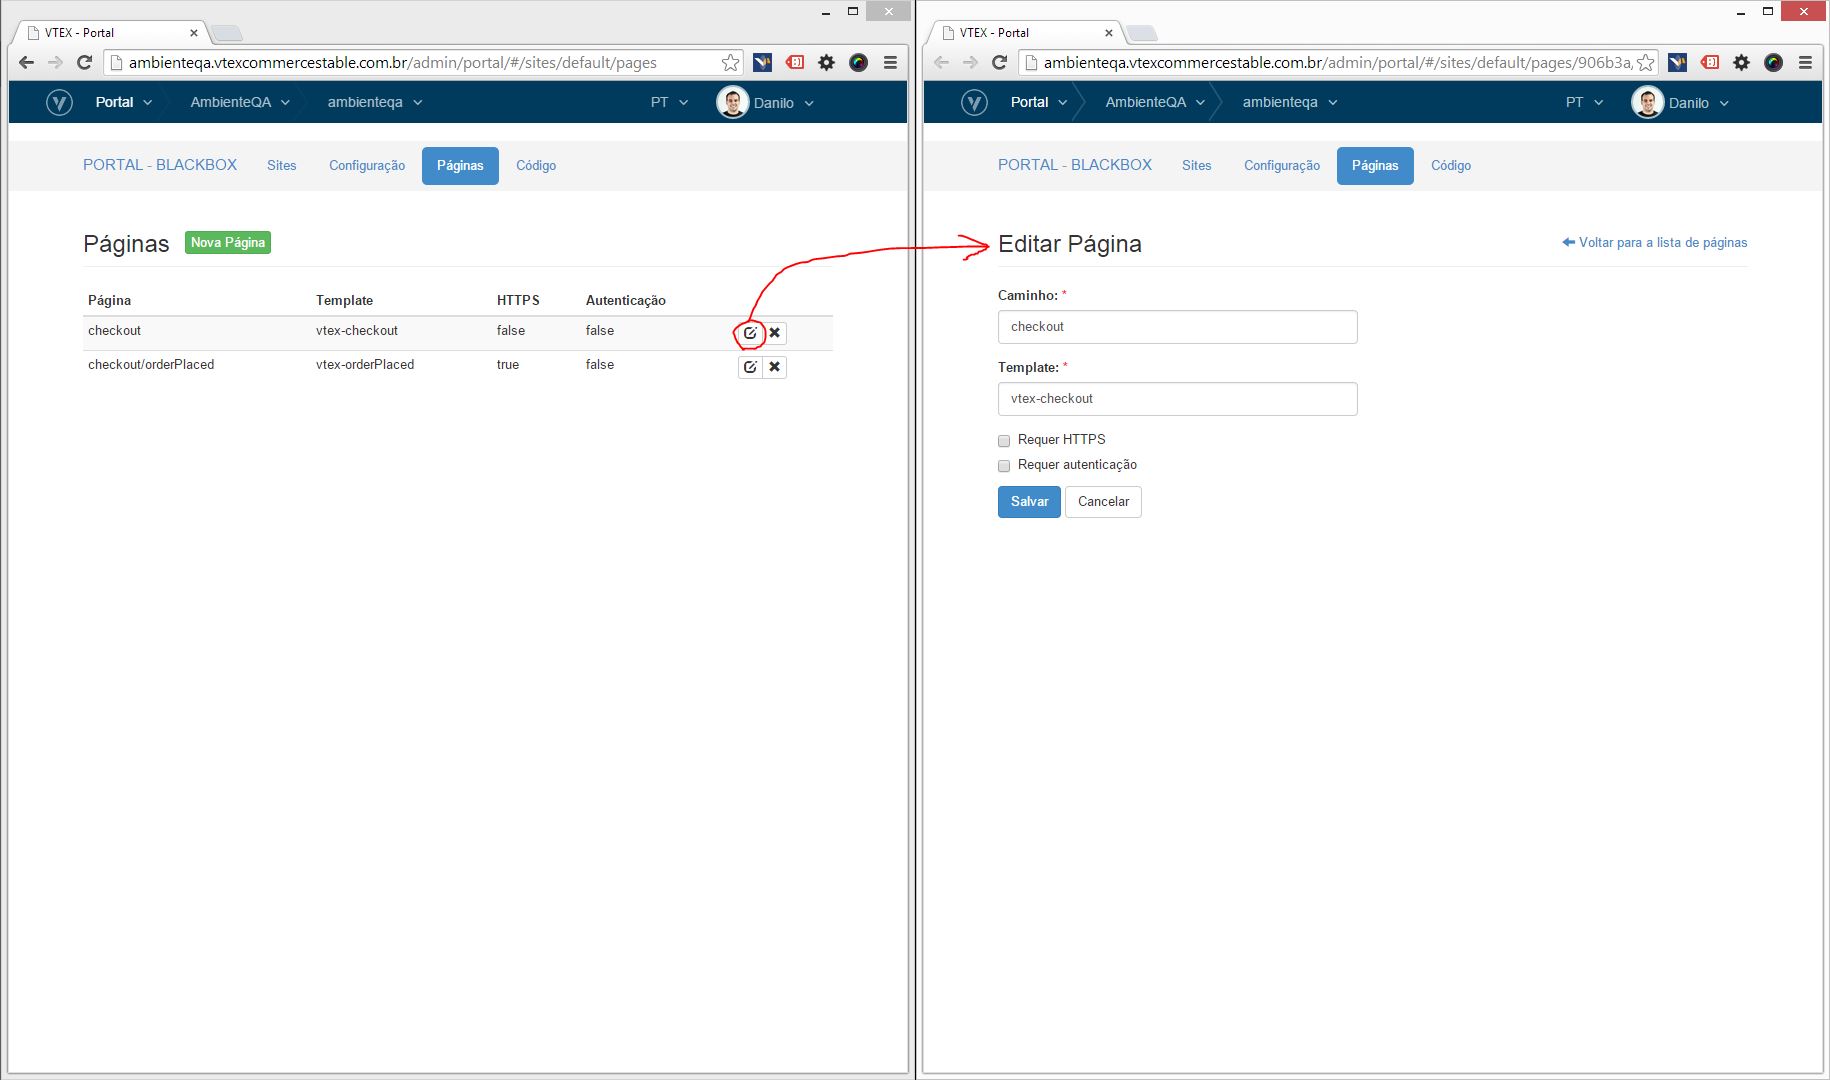 VTEX - Portal
ambienteqa.vtexcommercestable.com.br/admin/portal/#/sites/default/pages
Portal AmbienteQA ambienteqa PT Danilo
PORTAL - BLACKBOX Sites Configuração Páginas Código
Páginas Nova Página
Página Template HTTPS Autenticação
checkout vtex-checkout false false
checkout/orderPlaced vtex-orderPlaced true false
VTEX - Portal
ambienteqa.vtexcommercestable.com.br/admin/portal/#/sites/default/pages/906b3a
Portal AmbienteQA ambienteqa PT Danilo
PORTAL - BLACKBOX Sites Configuração Páginas Código
Editar Página Voltar para a lista de páginas
Caminho: *
checkout
Template: *
vtex-checkout
Requer HTTPS
Requer autenticação
Salvar Cancelar